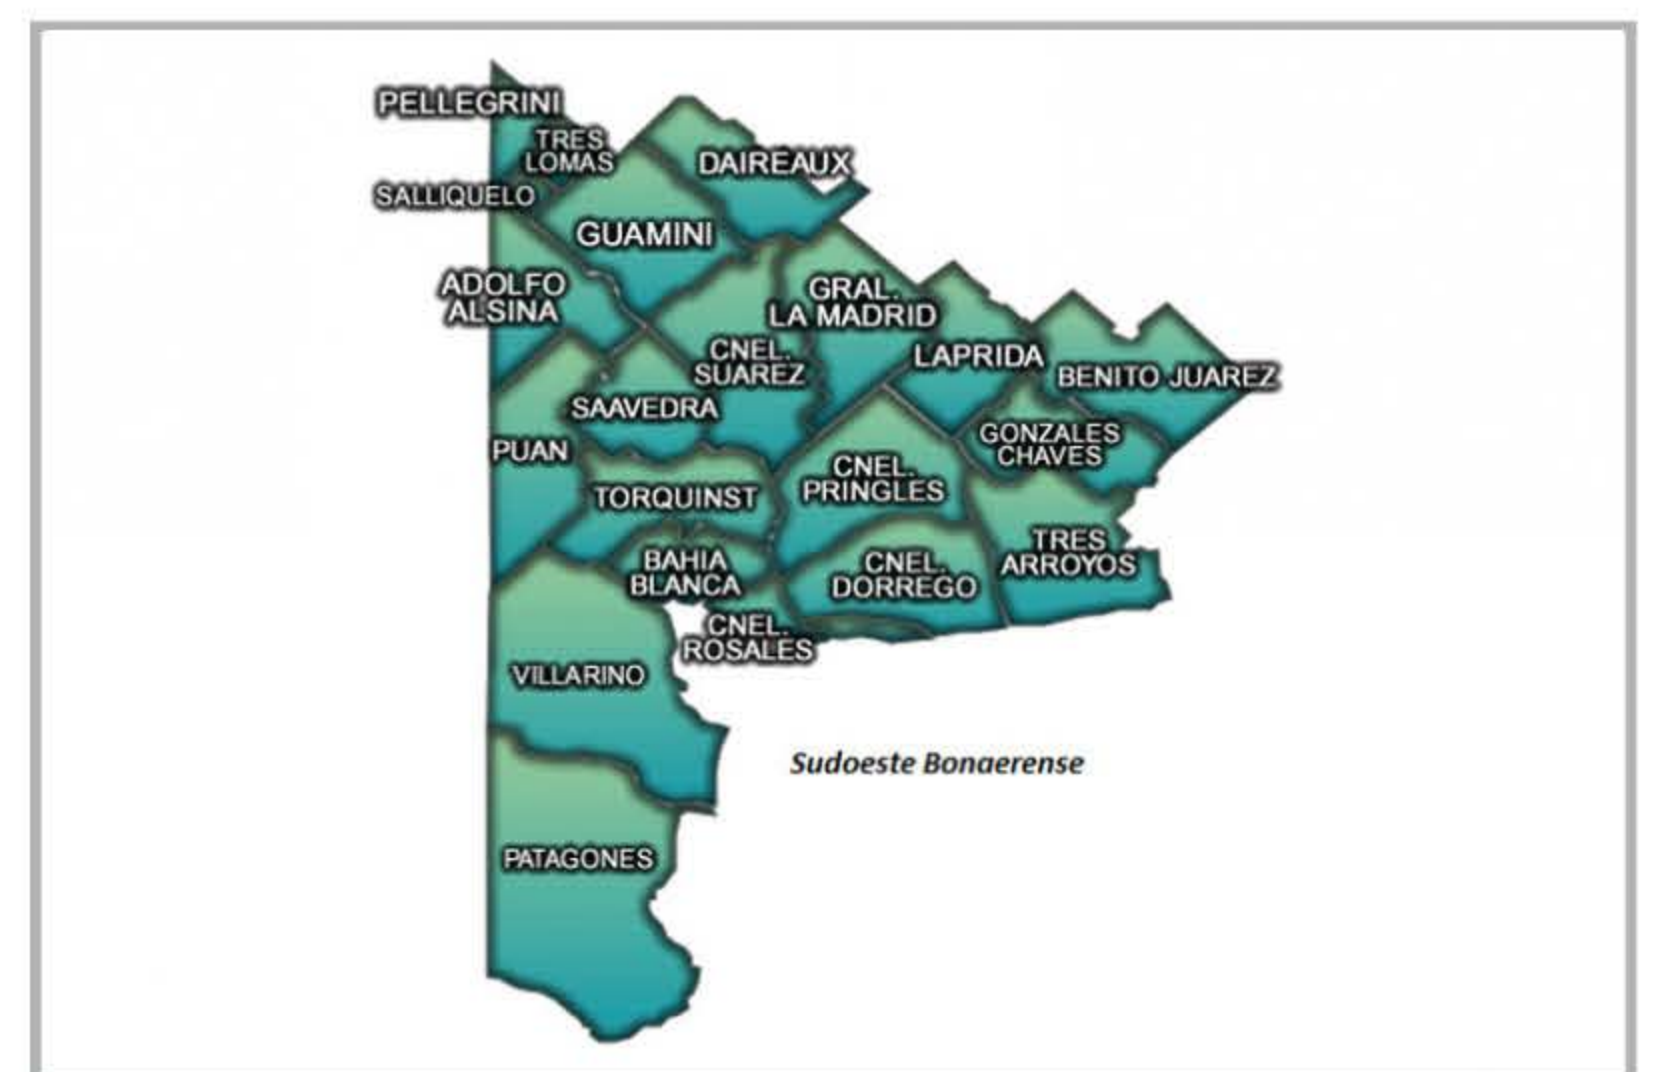 PELLEGRINI
TRES
LOMAS
DAIREAUX
SALLIQUELO
GUAMINI
ADOLFO
ALSINA
GRAL.
LA MADRID
CNEL.
SUAREZ
LAPRIDA
BENITO JUAREZ
SAAVEDRA
PUAN
GONZALES
CHAVES
CNEL.
PRINGLES
TORQUINST
TRES
ARROYOS
BAHIA
BLANCA
CNEL.
DORREGO
CNEL.
ROSALES
VILLARINO
Sudoeste Bonaerense
PATAGONES